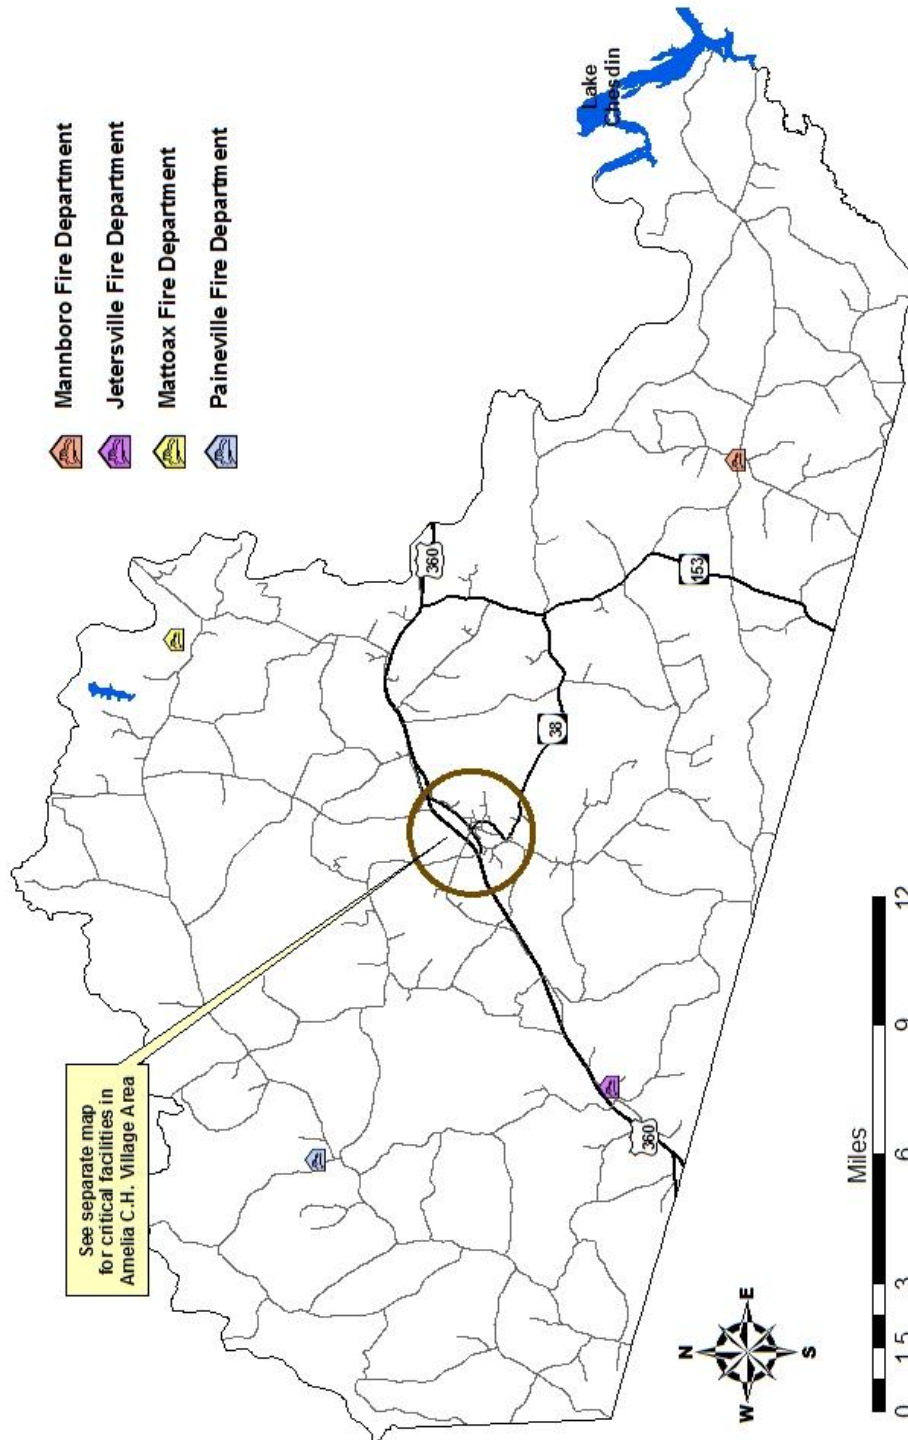 Mannboro Fire Department
Jetersville Fire Department
Mattoax Fire Department
Paineville Fire Department
See separate map
for critical facilities in
Amelia C.H. Village Area
Lake
Chesdin
360
38
153
360
N
W
E
S
0 1.5 3 6 9 12
Miles